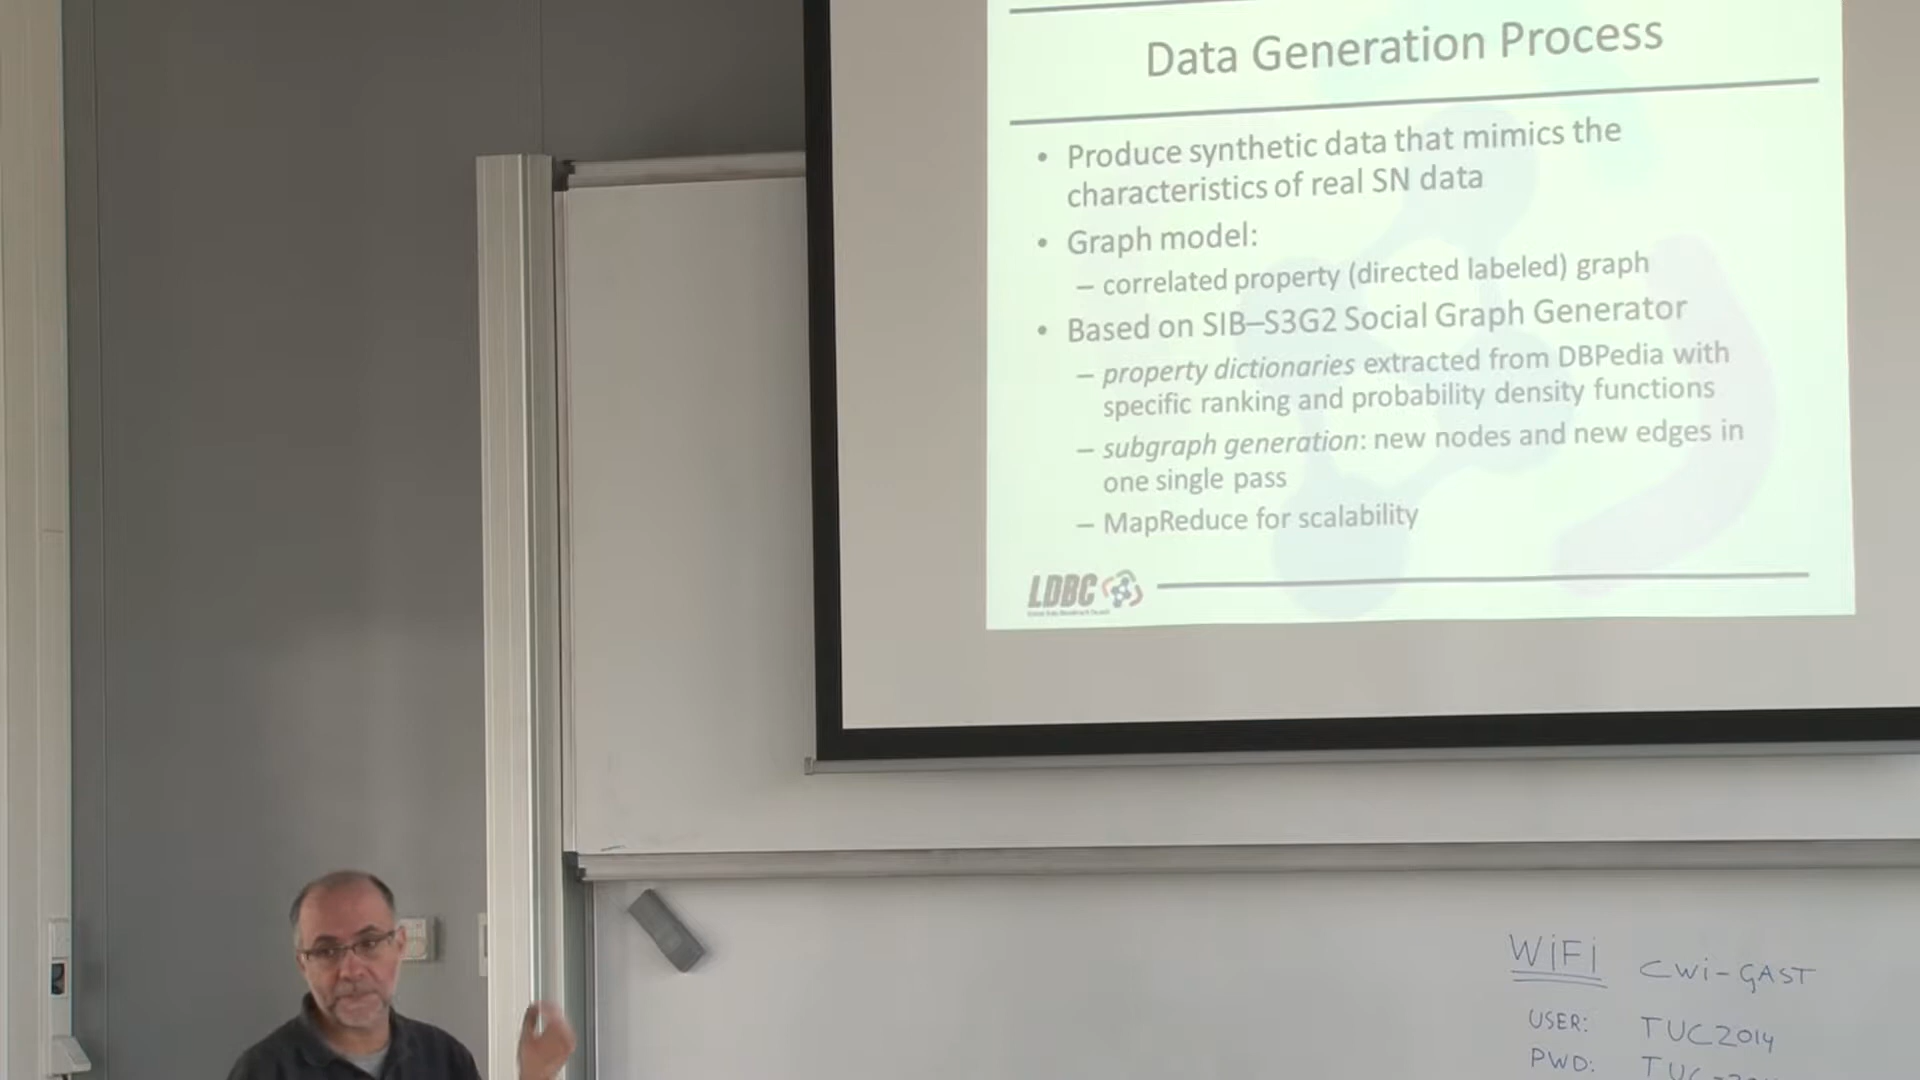 Data Generation Process
• Produce synthetic data that mimics the
characteristics of real SN data
• Graph model:
– correlated property (directed labeled) graph
• Based on SIB–S3G2 Social Graph Generator
– property dictionaries extracted from DBPedia with
specific ranking and probability density functions
– subgraph generation: new nodes and new edges in
one single pass
– MapReduce for scalability
LDBC
WiFi CWi-GAST
USER: TUC2014
PWD: